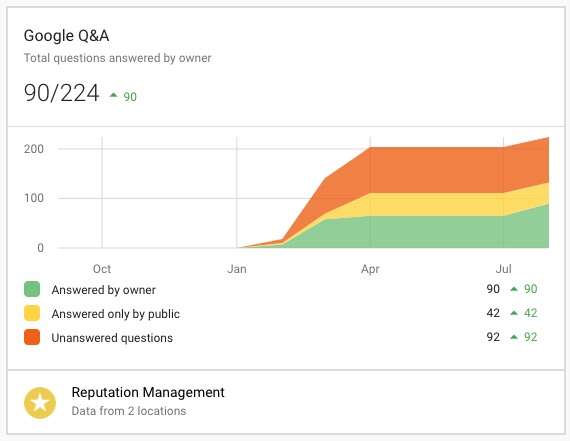 Google Q&A
Total questions answered by owner
90/224 90
200
100
0
Oct Jan Apr Jul
Answered by owner 90 90
Answered only by public 42 42
Unanswered questions 92 92
Reputation Management
Data from 2 locations